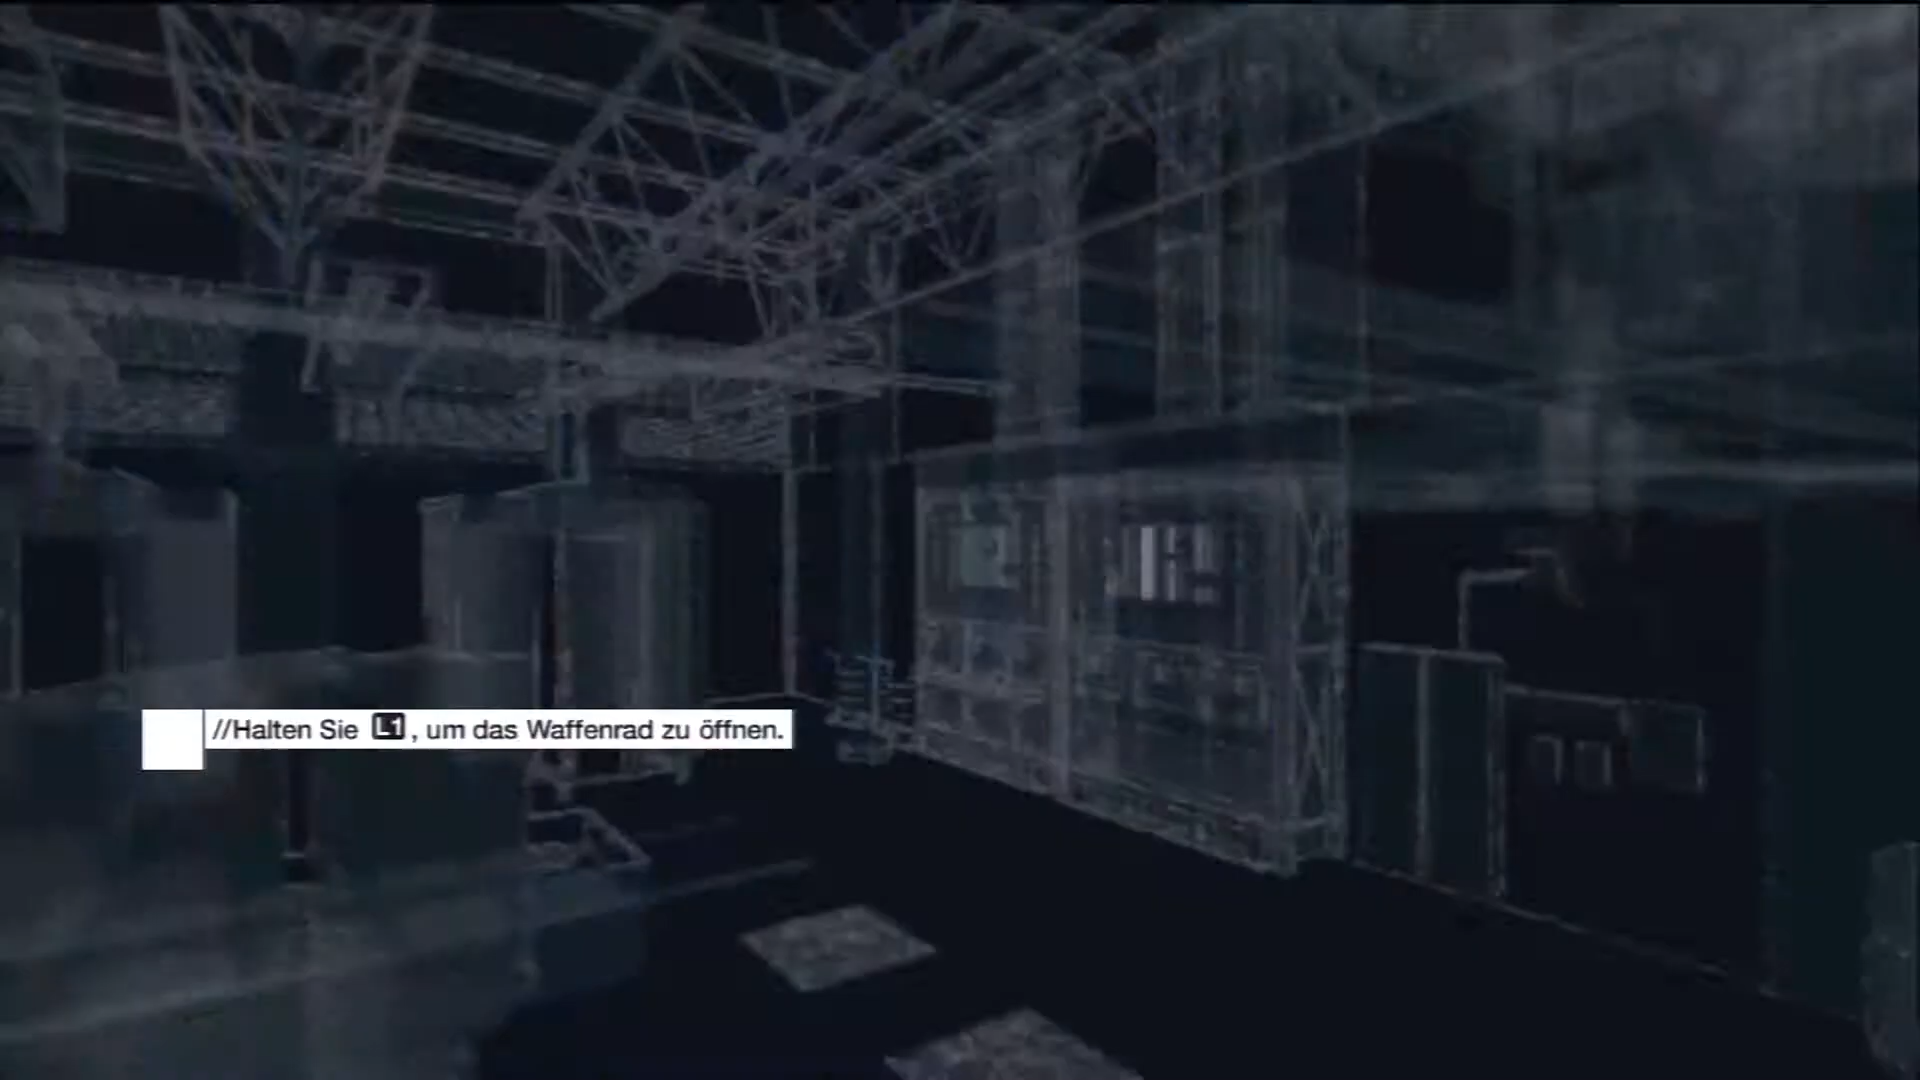 //Halten Sie L1, um das Waffenrad zu öffnen.